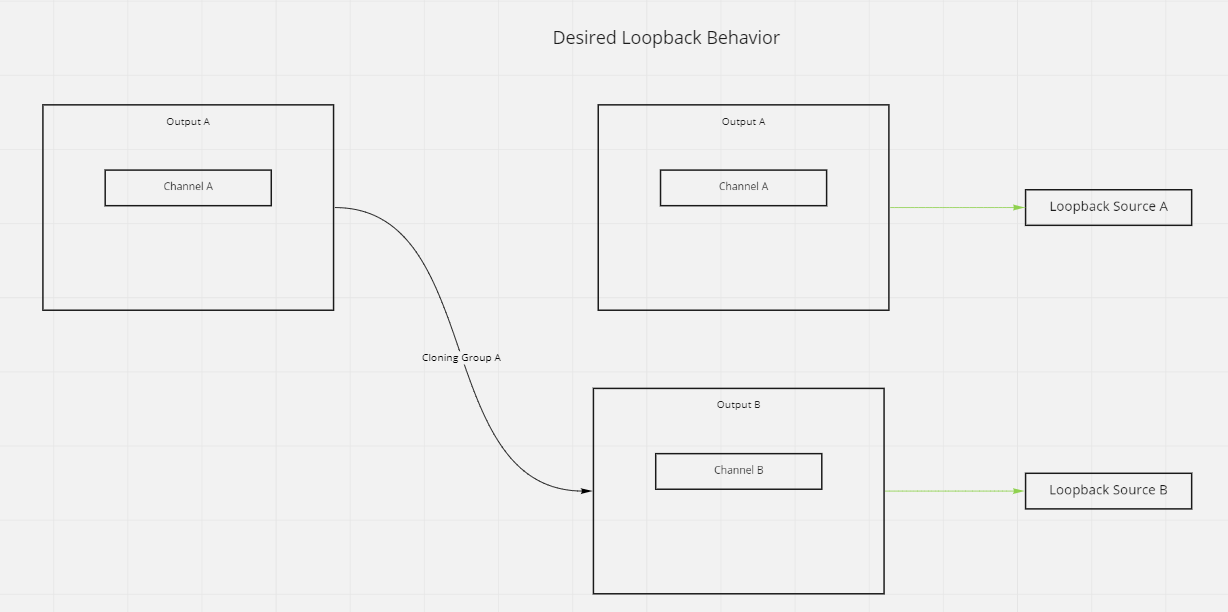 Desired Loopback Behavior
Output A
Channel A
Output A
Channel A
Loopback Source A
Cloning Group A
Output B
Channel B
Loopback Source B